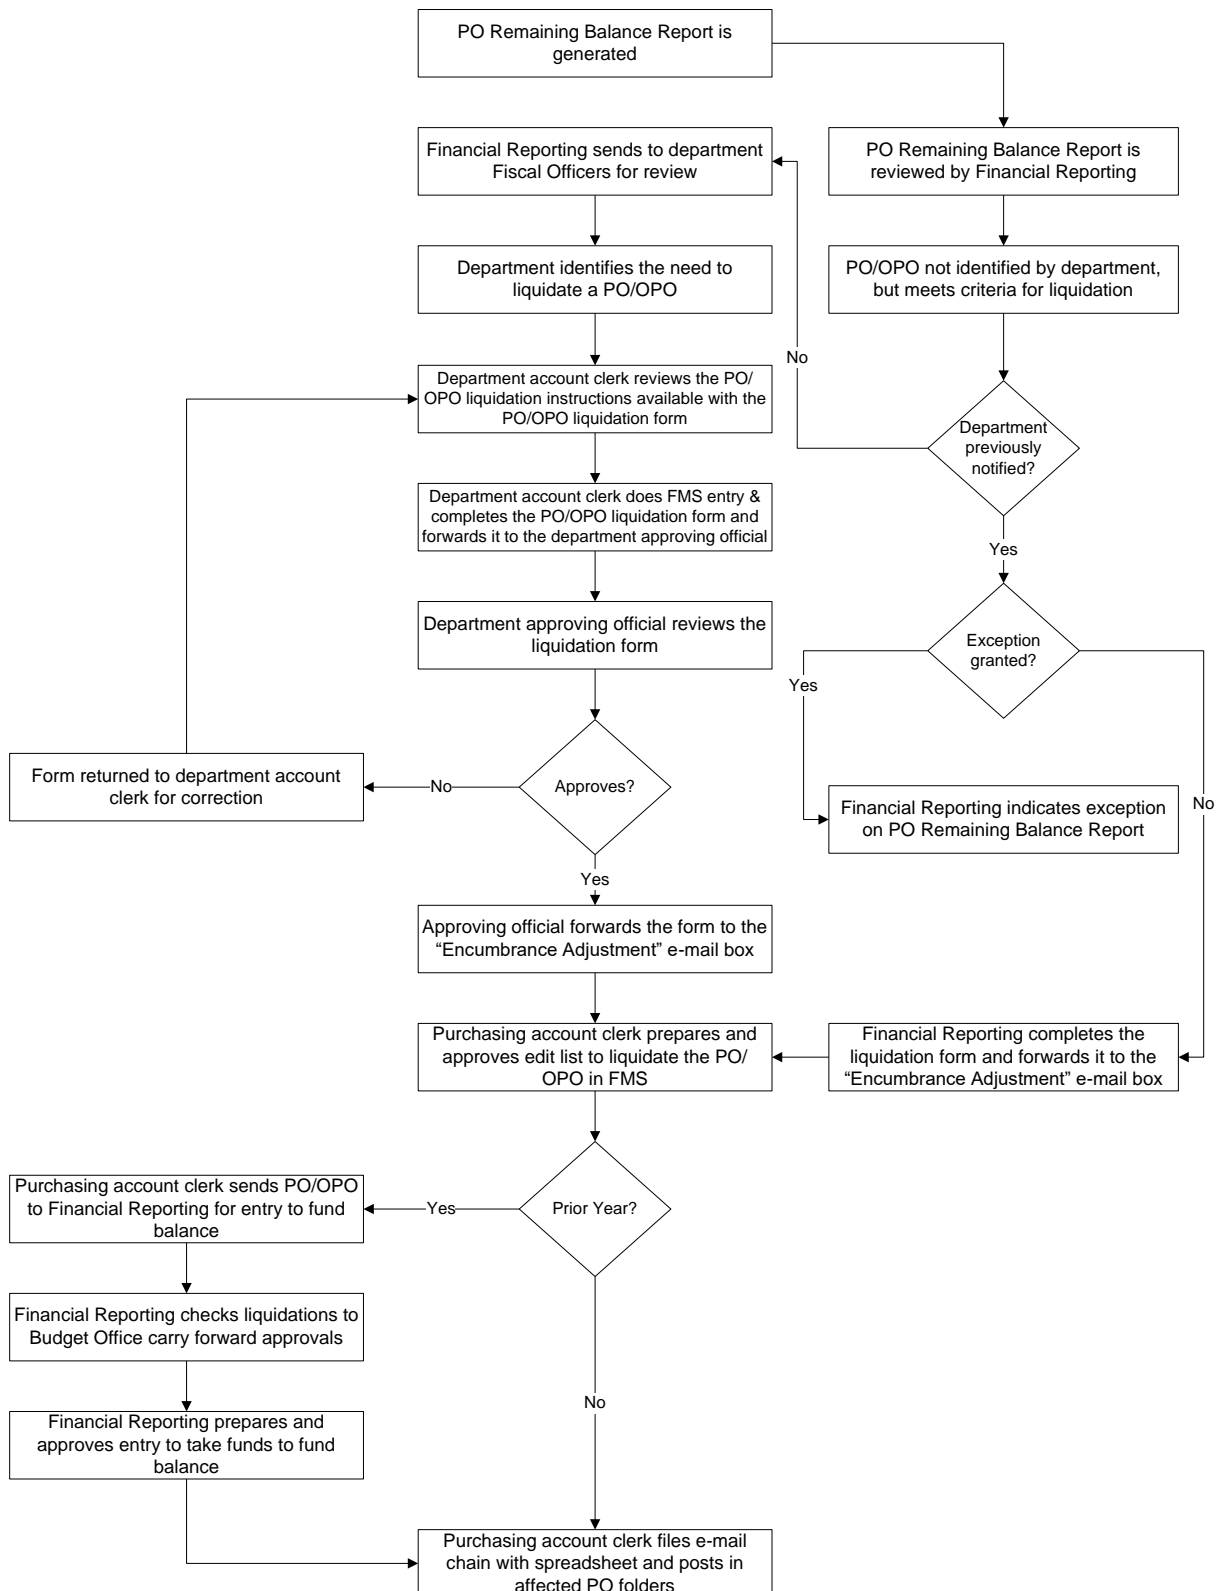 PO Remaining Balance Report is
generated
Financial Reporting sends to department
Fiscal Officers for review
PO Remaining Balance Report is
reviewed by Financial Reporting
Department identifies the need to
liquidate a PO/OPO
PO/OPO not identified by department,
but meets criteria for liquidation
No
Department account clerk reviews the PO/
OPO liquidation instructions available with the
PO/OPO liquidation form
Department
previously
notified?
Department account clerk does FMS entry &
completes the PO/OPO liquidation form and
forwards it to the department approving official
Yes
Department approving official reviews the
liquidation form
Exception
granted?
Yes
Form returned to department account
clerk for correction
No
Approves?
Financial Reporting indicates exception
on PO Remaining Balance Report
No
Yes
Approving official forwards the form to the
“Encumbrance Adjustment” e-mail box
Purchasing account clerk prepares and
approves edit list to liquidate the PO/
OPO in FMS
Financial Reporting completes the
liquidation form and forwards it to the
“Encumbrance Adjustment” e-mail box
Purchasing account clerk sends PO/OPO
to Financial Reporting for entry to fund
balance
Yes
Prior Year?
Financial Reporting checks liquidations to
Budget Office carry forward approvals
No
Financial Reporting prepares and
approves entry to take funds to fund
balance
Purchasing account clerk files e-mail
chain with spreadsheet and posts in
affected PO folders